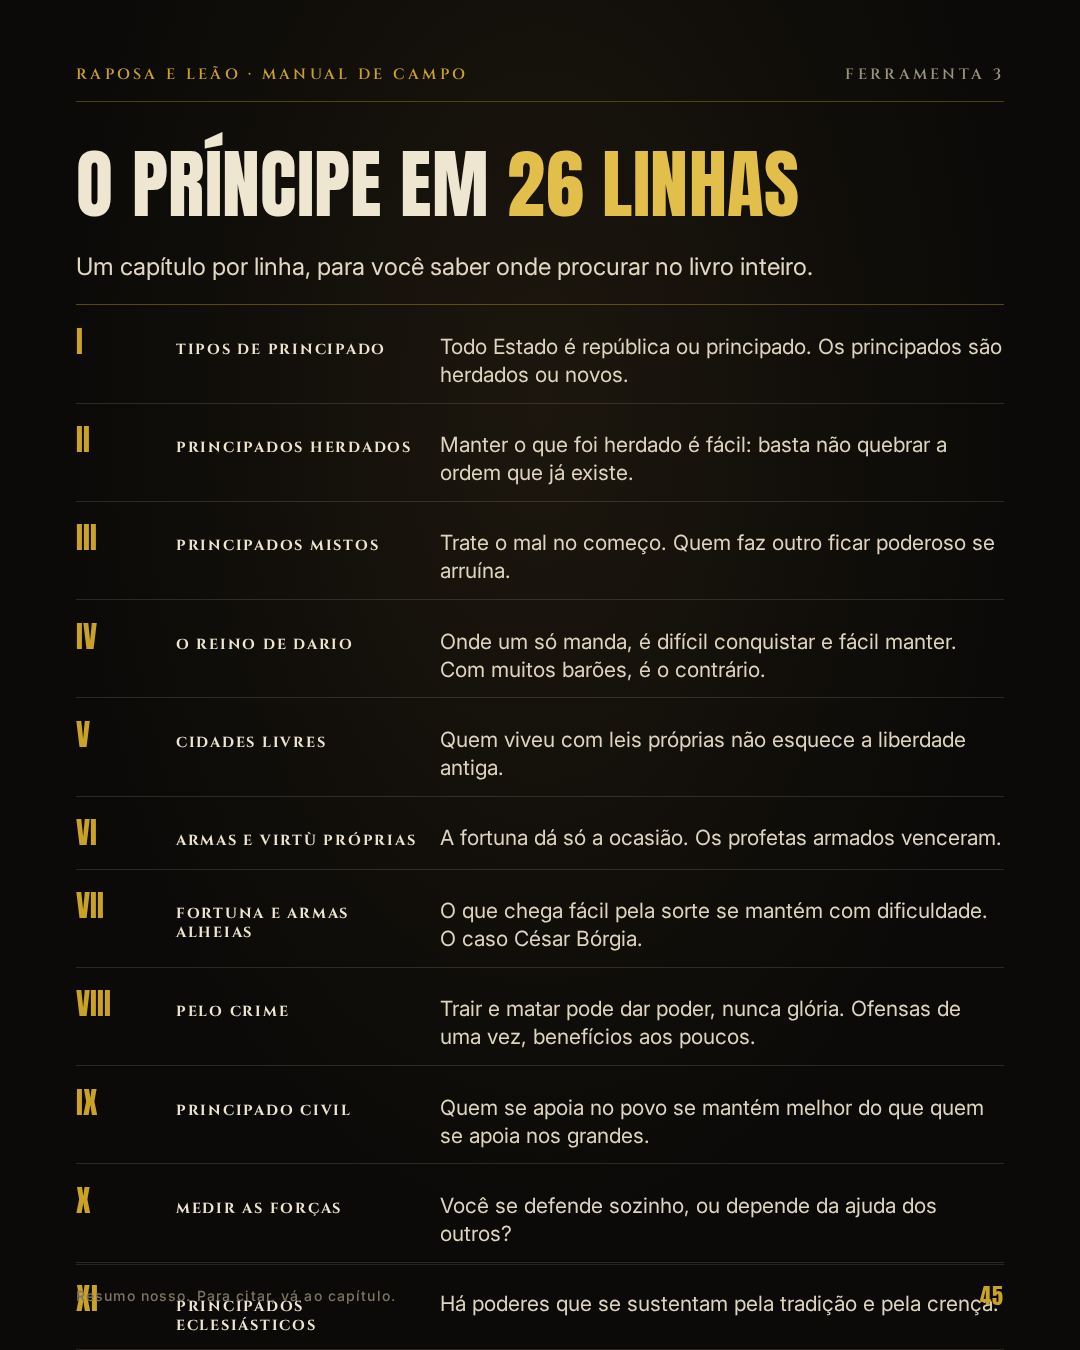 RAPOSA E LEÃO · MANUAL DE CAMPO
FERRAMENTA 3
O PRÍNCIPE EM 26 LINHAS
Um capítulo por linha, para você saber onde procurar no livro inteiro.
I
TIPOS DE PRINCIPADO
Todo Estado é república ou principado. Os principados são
herdados ou novos.
II
PRINCIPADOS HERDADOS
Manter o que foi herdado é fácil: basta não quebrar a
ordem que já existe.
III
PRINCIPADOS MISTOS
Trate o mal no começo. Quem faz outro ficar poderoso se
arruína.
IV
O REINO DE DARIO
Onde um só manda, é difícil conquistar e fácil manter.
Com muitos barões, é o contrário.
V
CIDADES LIVRES
Quem viveu com leis próprias não esquece a liberdade
antiga.
VI
ARMAS E VIRTÙ PRÓPRIAS
A fortuna dá só a ocasião. Os profetas armados venceram.
VII
FORTUNA E ARMAS
ALHEIAS
O que chega fácil pela sorte se mantém com dificuldade.
O caso César Bórgia.
VIII
PELO CRIME
Trair e matar pode dar poder, nunca glória. Ofensas de
uma vez, benefícios aos poucos.
IX
PRINCIPADO CIVIL
Quem se apoia no povo se mantém melhor do que quem
se apoia nos grandes.
X
MEDIR AS FORÇAS
Você se defende sozinho, ou depende da ajuda dos
outros?
XI
PRINCIPADOS
ECLESIÁSTICOS
Há poderes que se sustentam pela tradição e pela crença.
Resumo nosso. Para citar, vá ao capítulo.
45